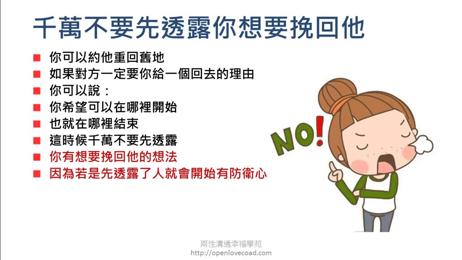 千萬不要先透露你想要挽回他
你可以約他重回舊地
如果對方一定要你給一個回去的理由
你可以說：
你希望可以在哪裡開始
也就在哪裡結束
這時候千萬不要先透露
你有想要挽回他的想法
因為若是先透露了人就會開始有防衛心
NO!
兩性溝通幸福學苑
http://openlovecoad.com